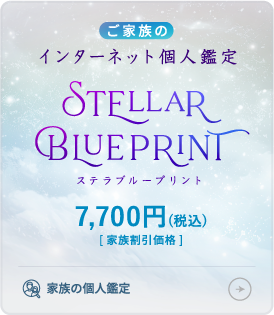 ご家族の
インターネット個人鑑定
STELLAR
BLUEPRINT
ステラブループリント
7,700円(税込)
[ 家族割引価格 ]
家族の個人鑑定